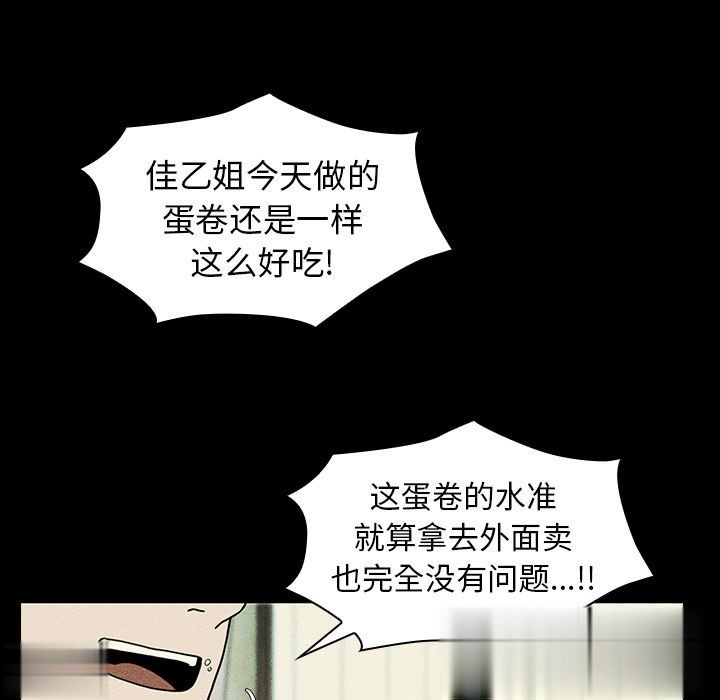 佳乙姐今天做的
蛋卷还是一样
这么好吃!
这蛋卷的水准
就算拿去外面卖
也完全没有问题...!!